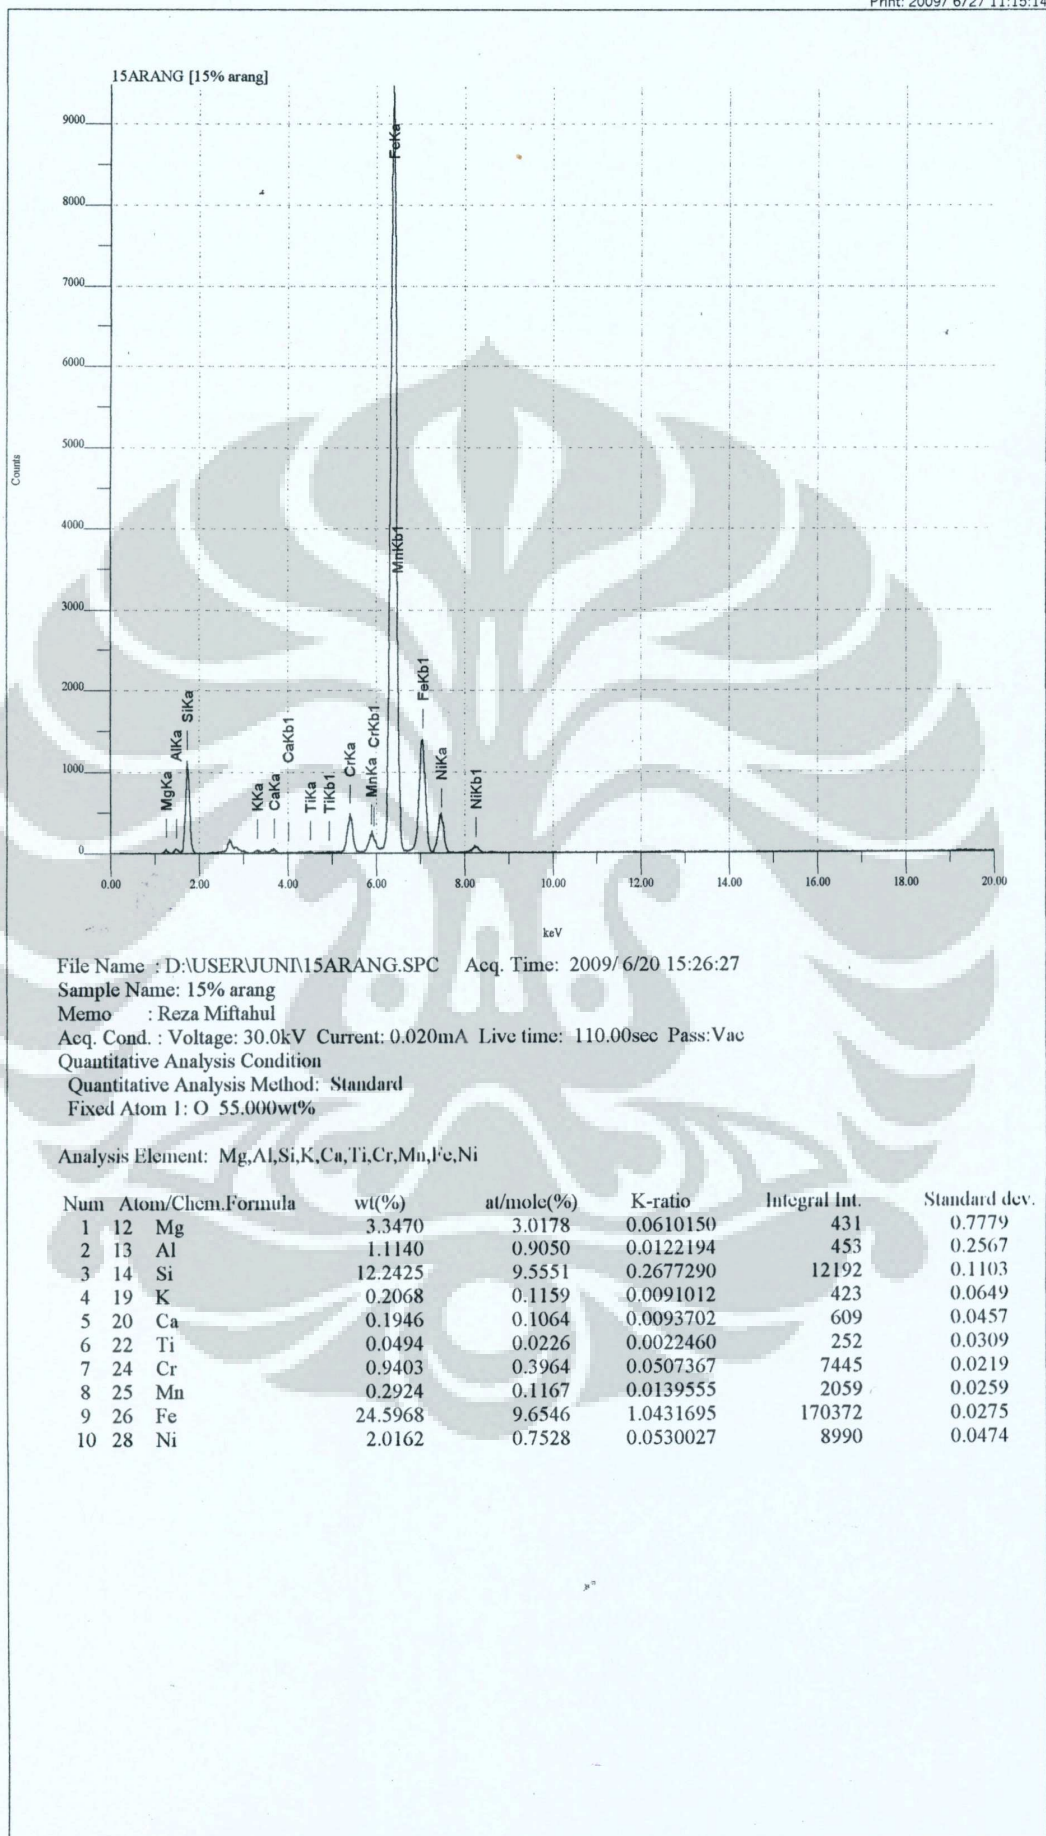 Print: 2009/ 6/27 11:15:14
15ARANG [15% arang]
9000
8000
7000
6000
5000
4000
3000
2000
1000
0
Counts
FeKa
MnKb1
MgKa
AlKa
SiKa
KKa
CaKa
CaKb1
TiKa
TiKb1
CrKa
MnKa
CrKb1
FeKb1
NiKa
NiKb1
0.00 2.00 4.00 6.00 8.00 10.00 12.00 14.00 16.00 18.00 20.00
keV
File Name : D:\USER\JUNI\15ARANG.SPC Acq. Time: 2009/ 6/20 15:26:27
Sample Name: 15% arang
Memo : Reza Miftahul
Acq. Cond. : Voltage: 30.0kV Current: 0.020mA Live time: 110.00sec Pass:Vac
Quantitative Analysis Condition
Quantitative Analysis Method: Standard
Fixed Atom 1: O 55.000wt%
Analysis Element: Mg,Al,Si,K,Ca,Ti,Cr,Mn,Fe,Ni
Num Atom/Chem.Formula wt(%) at/mole(%) K-ratio Integral Int. Standard dev.
1 12 Mg 3.3470 3.0178 0.0610150 431 0.7779
2 13 Al 1.1140 0.9050 0.0122194 453 0.2567
3 14 Si 12.2425 9.5551 0.2677290 12192 0.1103
4 19 K 0.2068 0.1159 0.0091012 423 0.0649
5 20 Ca 0.1946 0.1064 0.0093702 609 0.0457
6 22 Ti 0.0494 0.0226 0.0022460 252 0.0309
7 24 Cr 0.9403 0.3964 0.0507367 7445 0.0219
8 25 Mn 0.2924 0.1167 0.0139555 2059 0.0259
9 26 Fe 24.5968 9.6546 1.0431695 170372 0.0275
10 28 Ni 2.0162 0.7528 0.0530027 8990 0.0474